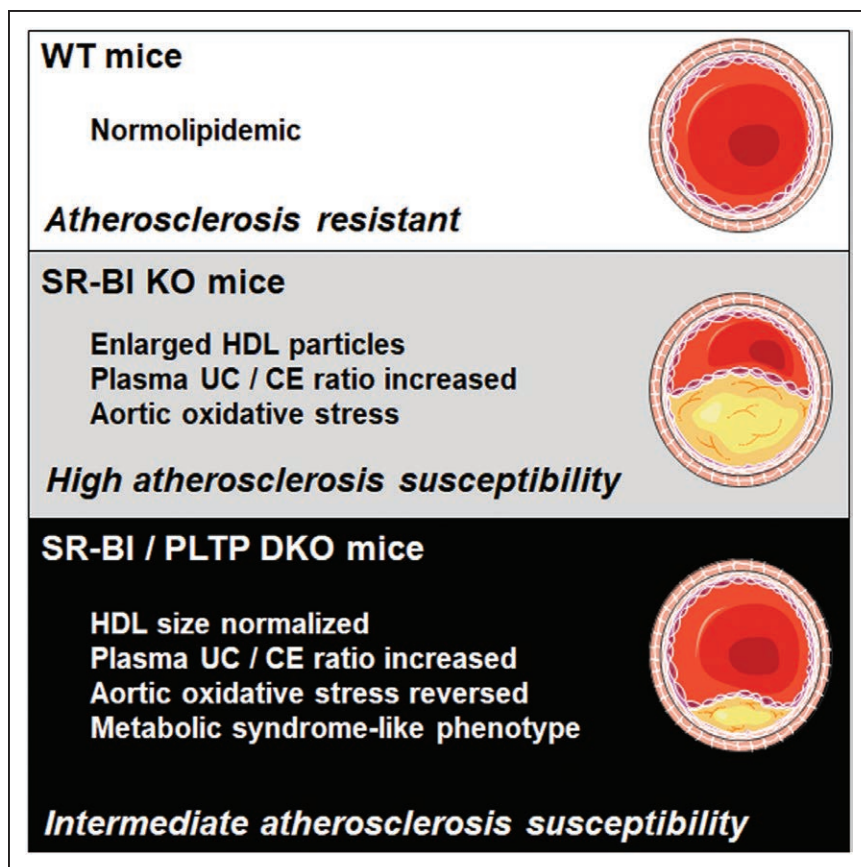 WT mice
Normolipidemic
Atherosclerosis resistant
SR-BI KO mice
Enlarged HDL particles
Plasma UC / CE ratio increased
Aortic oxidative stress
High atherosclerosis susceptibility
SR-BI / PLTP DKO mice
HDL size normalized
Plasma UC / CE ratio increased
Aortic oxidative stress reversed
Metabolic syndrome-like phenotype
Intermediate atherosclerosis susceptibility